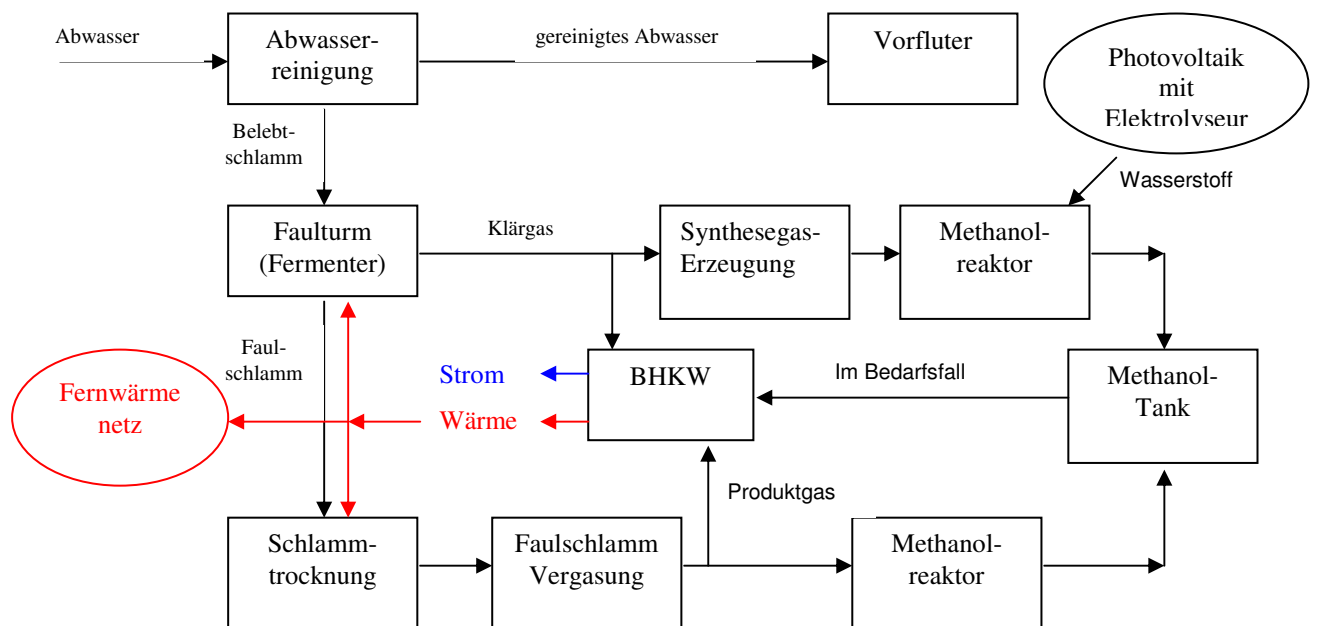 Abwasser
Abwasser-
reinigung
gereinigtes Abwasser
Vorfluter
Photovoltaik
mit
Elektrolyseur
Belebt-
schlamm
Wasserstoff
Faulturm
(Fermenter)
Klärgas
Synthesegas-
Erzeugung
Methanol-
reaktor
Faul-
schlamm
Fernwärme
netz
Strom
Wärme
BHKW
Im Bedarfsfall
Methanol-
Tank
Produktgas
Schlamm-
trocknung
Faulschlamm
Vergasung
Methanol-
reaktor